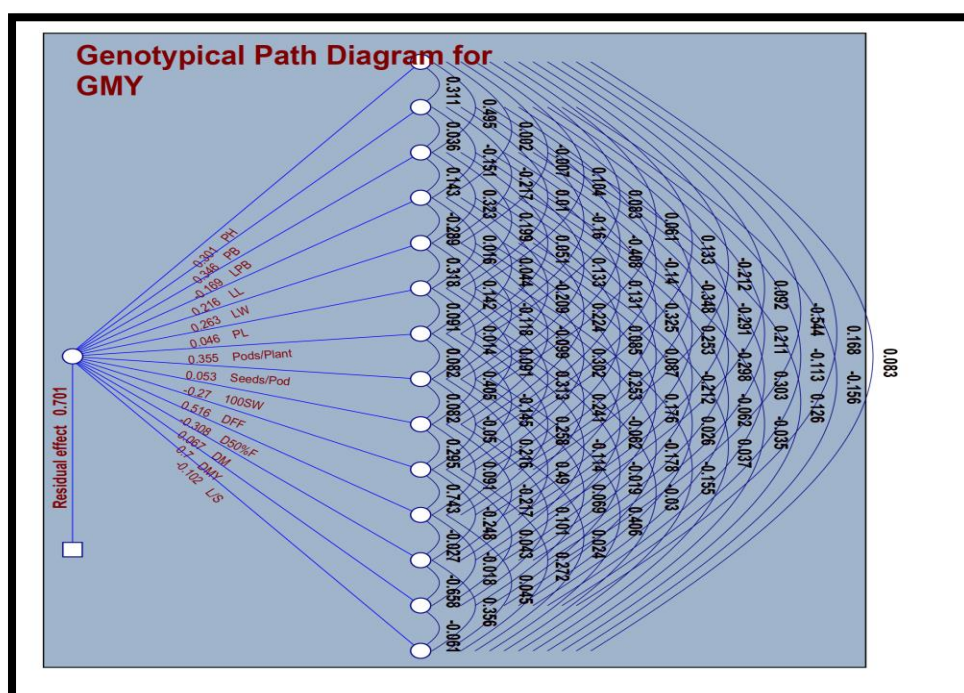 Genotypical Path Diagram for
GMY
0.301 PH
0.346 PB
-0.169 LPB
0.216 LL
0.263 LW
0.046 PL
0.355 Pods/Plant
0.053 Seeds/Pod
-0.27 100SW
0.516 DFF
-0.308 D50%F
0.067 DM
0.7 DMY
-0.102 L/S
Residual effect 0.701
0.311 0.036 0.143 -0.289 0.318 0.091 0.082 0.082 0.295 0.743 -0.027 -0.658 -0.061
0.495 -0.151 0.323 0.016 0.142 0.014 -0.05 0.091 -0.248 -0.018 0.356
-0.217 0.199 0.044 -0.118 0.091 -0.145 0.216 -0.217 0.043 0.045
-0.007 0.01 0.051 -0.209 -0.099 0.313 0.258 0.49 0.101 0.272
0.104 -0.16 0.133 0.224 0.302 0.241 -0.114 0.069 0.024
0.083 -0.408 0.131 0.085 0.253 -0.062 -0.019 0.406
0.061 -0.14 0.325 0.087 0.176 -0.178 -0.03
0.133 -0.348 0.253 -0.212 0.026 -0.155
-0.212 -0.291 -0.298 -0.062 0.037
0.092 0.211 0.303 -0.035
-0.544 -0.113 0.126
0.168 -0.156
0.083